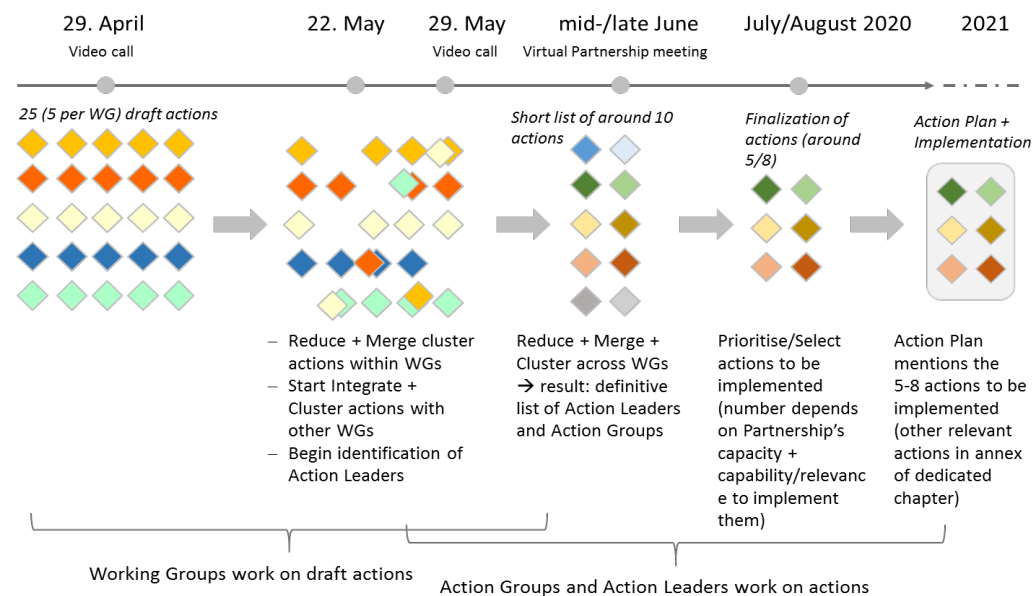 29. April
Video call
22. May
29. May
Video call
mid-/late June
Virtual Partnership meeting
July/August 2020
2021
25 (5 per WG) draft actions
Short list of around 10
actions
Finalization of
actions (around
5/8)
Action Plan +
Implementation
– Reduce + Merge cluster
actions within WGs
– Start Integrate +
Cluster actions with
other WGs
– Begin identification of
Action Leaders
Reduce + Merge +
Cluster across WGs
→ result: definitive
list of Action Leaders
and Action Groups
Prioritise/Select
actions to be
implemented
(number depends
on Partnership’s
capacity +
capability/relevanc
e to implement
them)
Action Plan
mentions the
5-8 actions to be
implemented
(other relevant
actions in annex
of dedicated
chapter)
Working Groups work on draft actions
Action Groups and Action Leaders work on actions